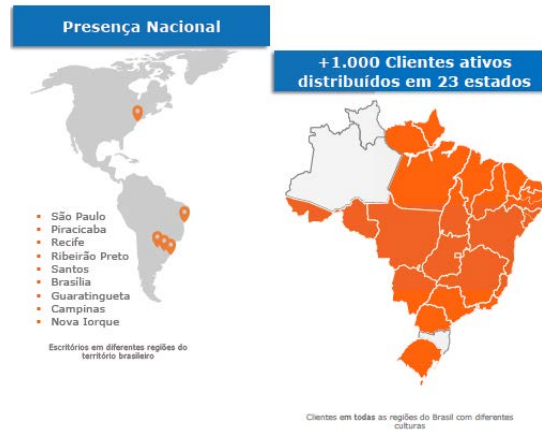 Presença Nacional
São Paulo
Piracicaba
Recife
Ribeirão Preto
Santos
Brasília
Guaratingueta
Campinas
Nova Iorque
Escritórios em diferentes regiões do
território brasileiro
+1.000 Clientes ativos
distribuídos em 23 estados
Clientes em todas as regiões do Brasil com diferentes
culturas